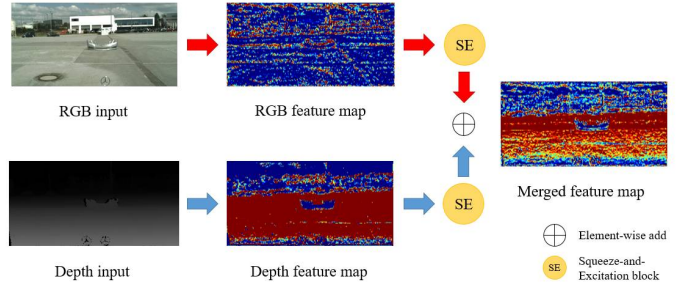 SE
RGB input
RGB feature map
SE
Merged feature map
Element-wise add
Depth input
Depth feature map
SE
Squeeze-and-
Excitation block